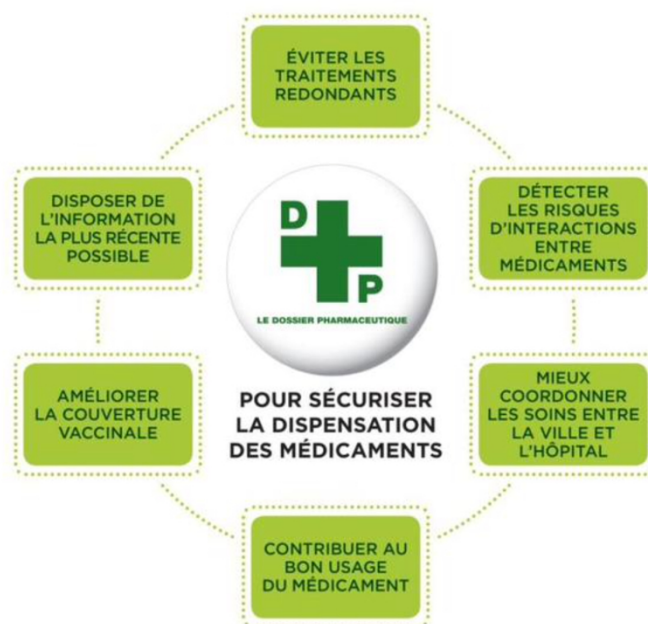 ÉVITER LES
TRAITEMENTS
REDONDANTS
DISPOSER DE
L'INFORMATION
LA PLUS RÉCENTE
POSSIBLE
DÉTECTER
LES RISQUES
D'INTERACTIONS
ENTRE
MÉDICAMENTS
D
P
LE DOSSIER PHARMACEUTIQUE
AMÉLIORER
LA COUVERTURE
VACCINALE
POUR SÉCURISER
LA DISPENSATION
DES MÉDICAMENTS
MIEUX
COORDONNER
LES SOINS ENTRE
LA VILLE ET
L'HÔPITAL
CONTRIBUER AU
BON USAGE
DU MÉDICAMENT